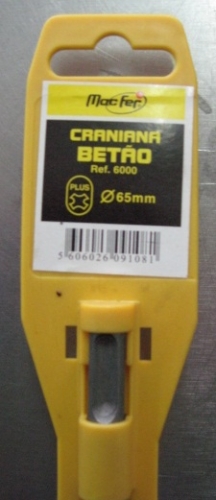 Mac Fer
CRANIANA
BETÃO
Ref. 6000
PLUS
Ø65mm
5 606026 091081